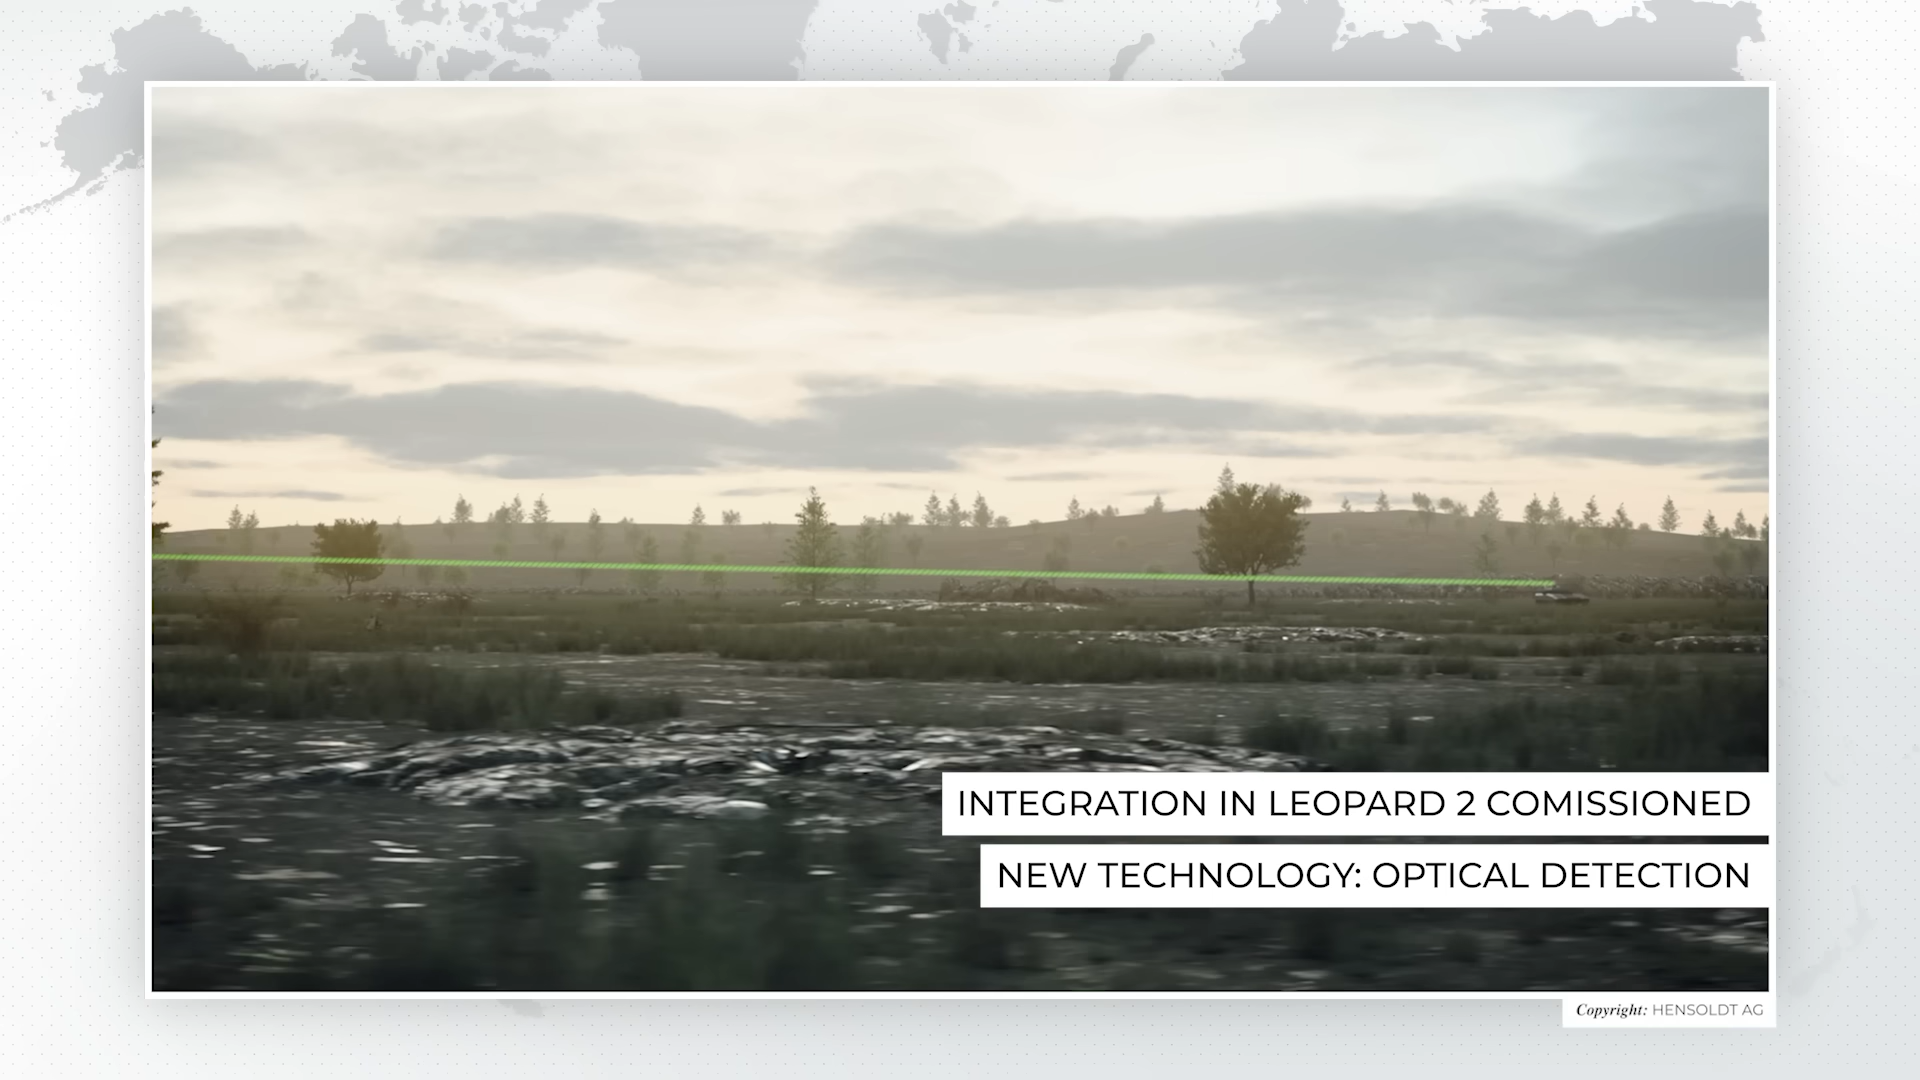 INTEGRATION IN LEOPARD 2 COMISSIONED
NEW TECHNOLOGY: OPTICAL DETECTION
Copyright: HENSOLDT AG